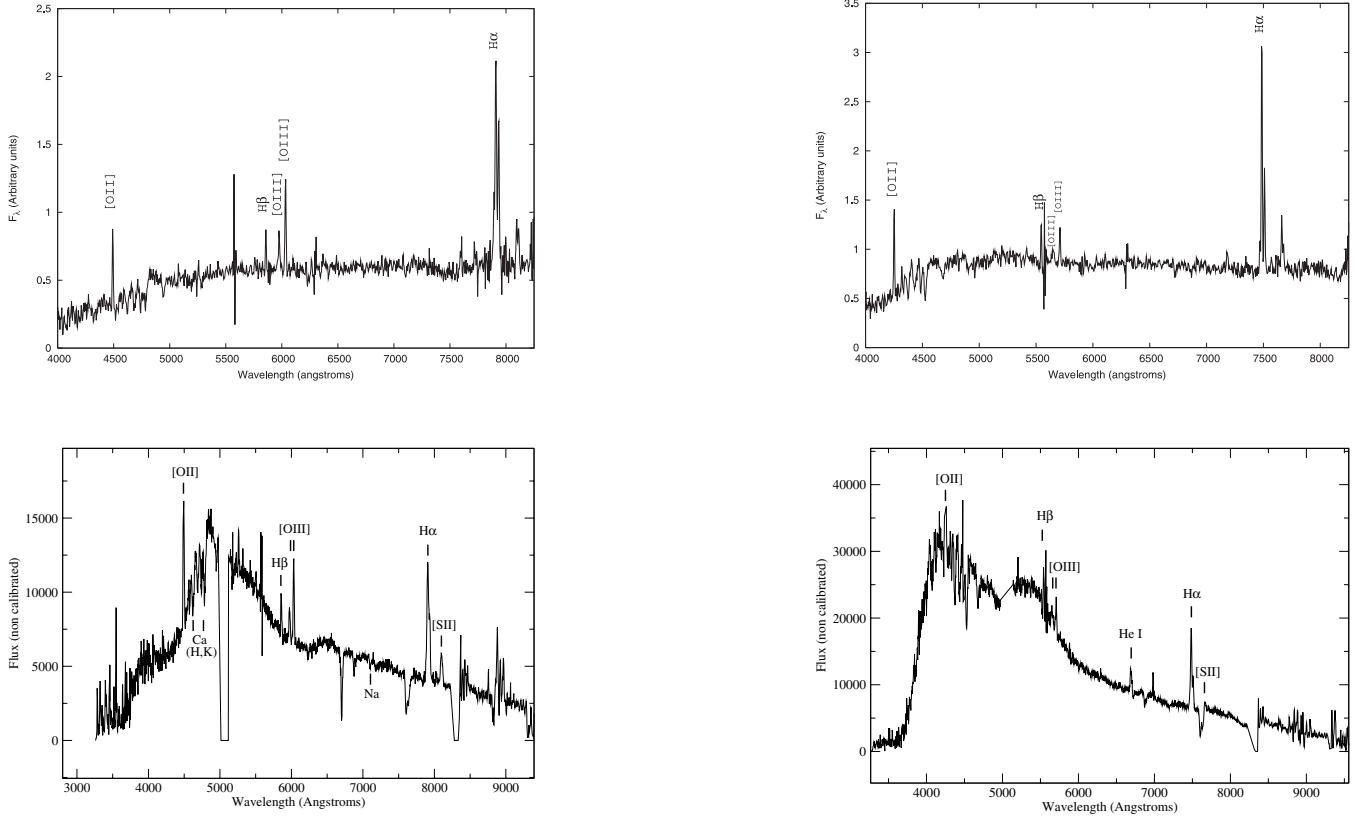 2.5
2
1.5
1
0.5
0
4000 4500 5000 5500 6000 6500 7000 7500 8000
Wavelength (angstroms)
Fλ (Arbitrary units)
[OII]
Hβ
[OIII]
[OIII]
Hα
3.5
3
2.5
2
1.5
1
0.5
0
4000 4500 5000 5500 6000 6500 7000 7500 8000
Wavelength (angstroms)
Fλ (Arbitrary units)
[OII]
Hβ
[OIII]
[OIII]
Hα
15000
10000
5000
0
3000 4000 5000 6000 7000 8000 9000
Wavelength (Angstroms)
Flux (non calibrated)
[OII]
Ca
(H,K)
Hβ
[OIII]
Na
Hα
[SII]
40000
30000
20000
10000
0
4000 5000 6000 7000 8000 9000
Wavelength (Angstroms)
Flux (non calibrated)
[OII]
Hβ
[OIII]
He I
Hα
[SII]